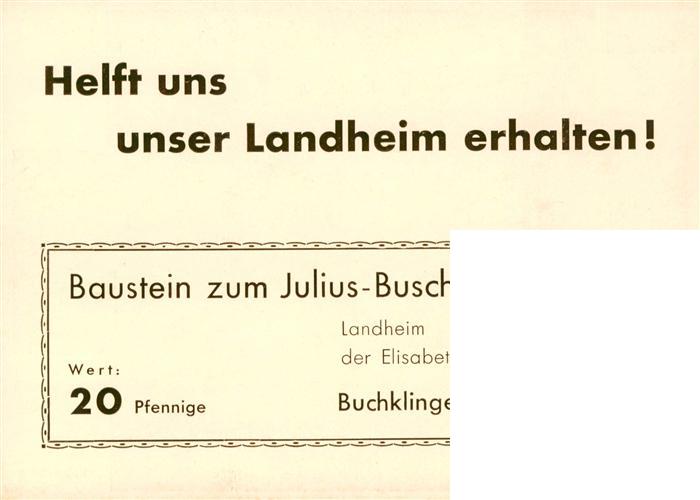 Helft uns
unser Landheim erhalten!
Baustein zum Julius-Busch
Landheim
der Elisabet
Wert:
20 Pfennige
Buchklinge